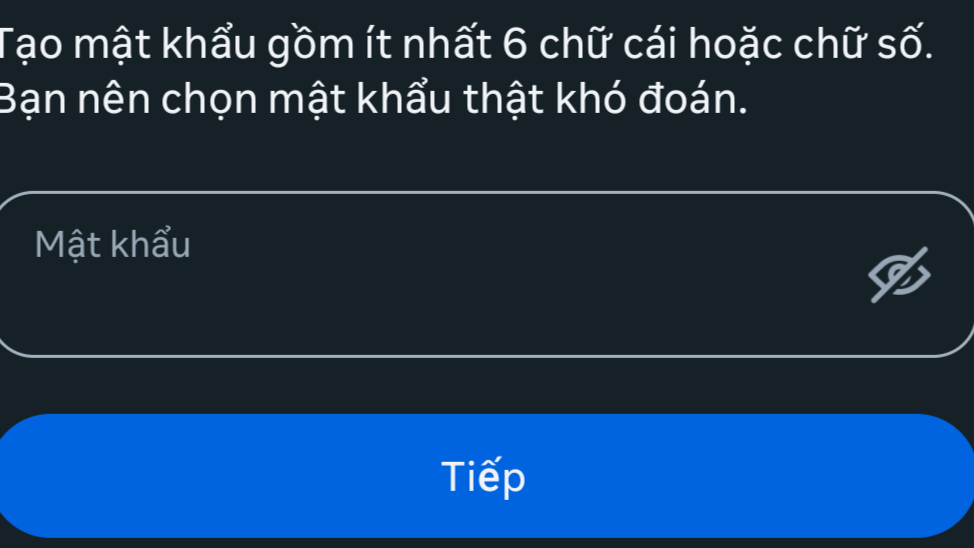 Tạo mật khẩu gồm ít nhất 6 chữ cái hoặc chữ số.
Bạn nên chọn mật khẩu thật khó đoán.
Mật khẩu
Tiếp